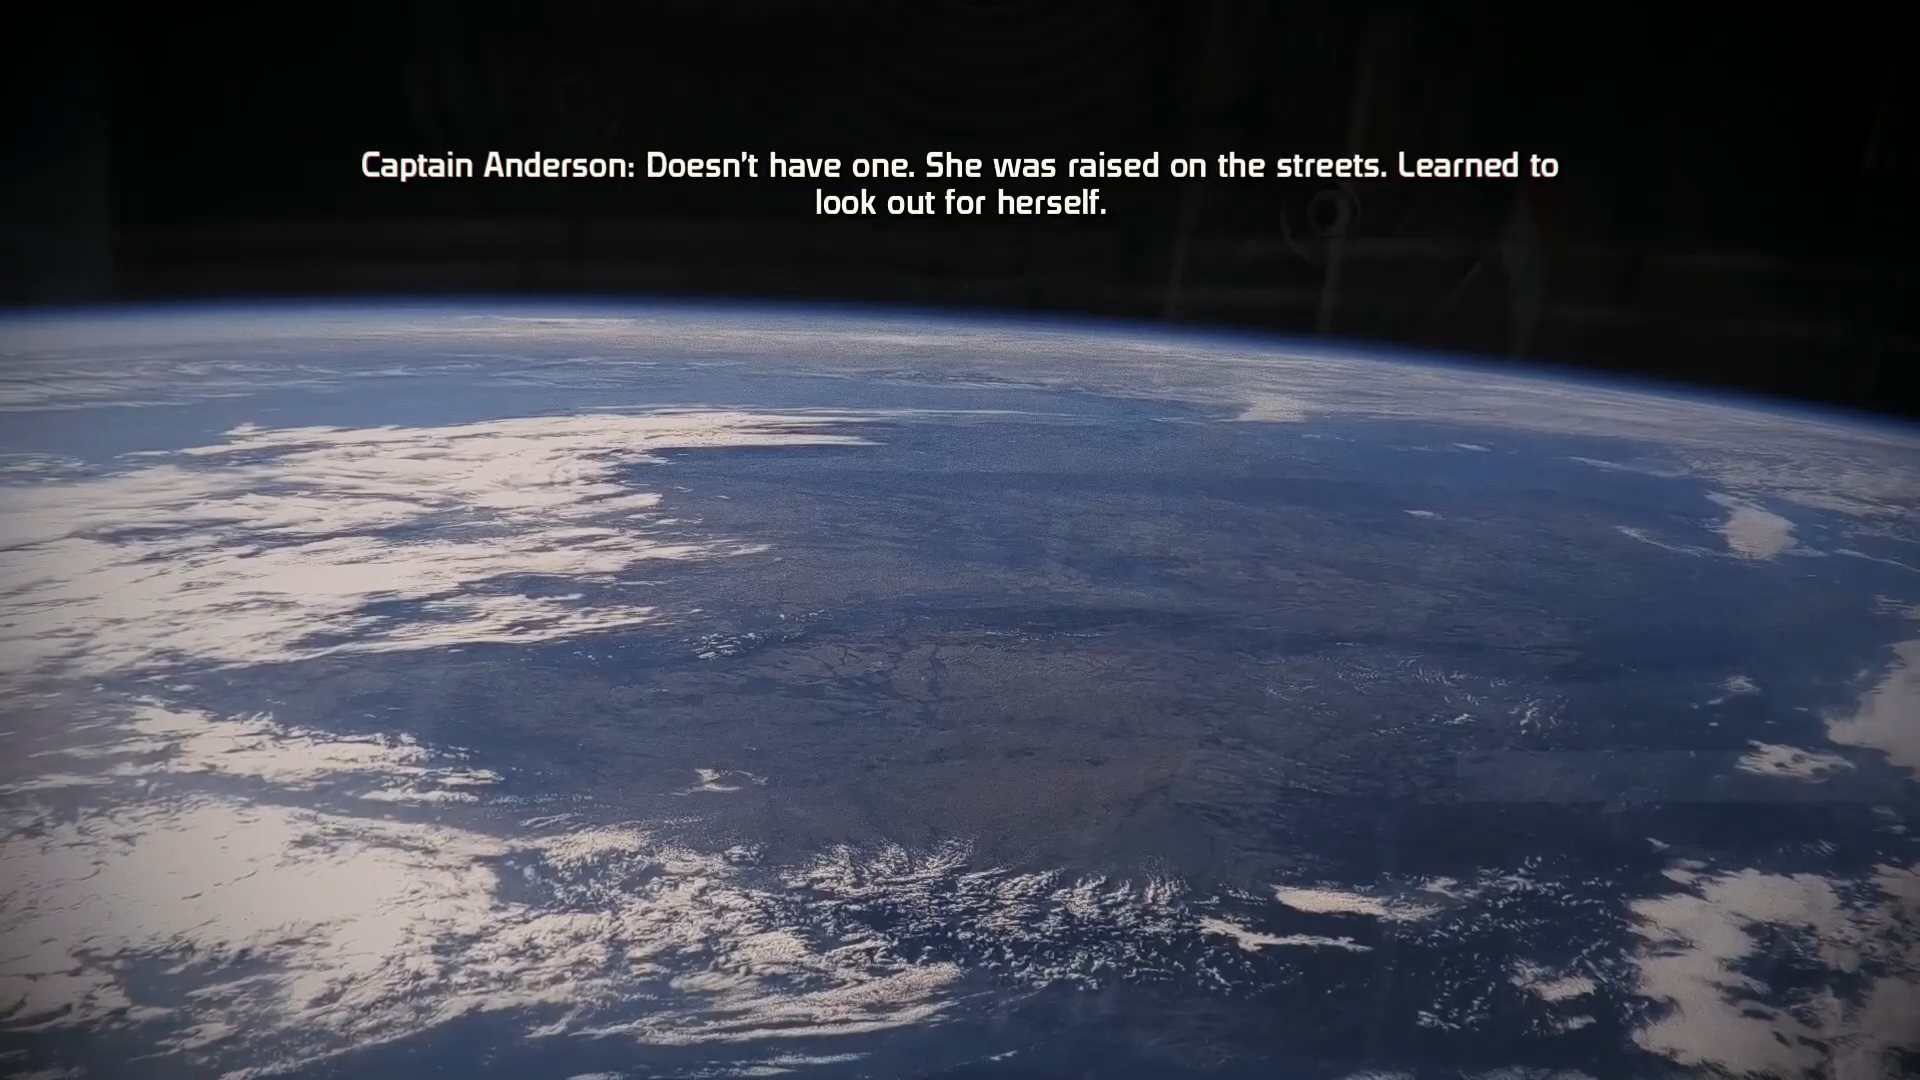 Captain Anderson: Doesn't have one. She was raised on the streets. Learned to
look out for herself.